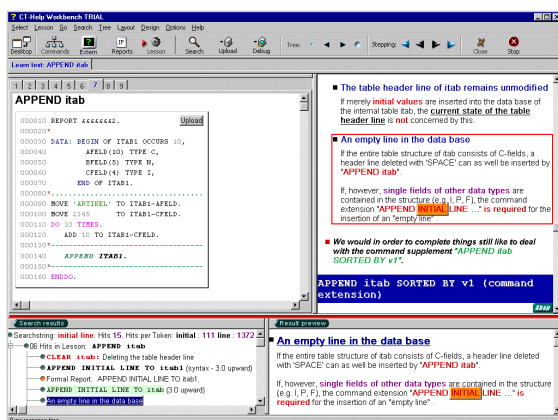 CT-Help Workbench TRIAL
Select Lesson Go Search Tree Layout Design Options Help
Desktop Commands Extern Reports Lesson Search Upload Debug Tree: Stepping: Close Stop
Learn text: APPEND itab
1 2 3 4 5 6 7 8 9
APPEND itab
Upload
000010 REPORT &&&&&&&2.
000020*
000030 DATA: BEGIN OF ITAB1 OCCURS 10,
000040 AFELD(10) TYPE C,
000050 BFELD(5) TYPE N,
000060 CFELD(4) TYPE I,
000070 END OF ITAB1.
000080*
000090 MOVE 'ARTIKEL' TO ITAB1-AFELD.
000100 MOVE 2345 TO ITAB1-CFELD.
000110 DO 10 TIMES.
000120 ADD 10 TO ITAB1-CFELD.
000130*
000140 APPEND ITAB1.
000150*
000160 ENDDO.
The table header line of itab remains unmodified
If merely initial values are inserted into the data base of
the internal table itab, the current state of the table
header line is not concerned by this.
An empty line in the data base
If the entire table structure of itab consists of C-fields, a
header line deleted with 'SPACE' can as well be inserted by
"APPEND itab".
If, however, single fields of other data types are
contained in the structure (e.g. I, P, F), the command
extension "APPEND INITIAL LINE ..." is required for the
insertion of an "empty line" .
We would in order to complete things still like to deal
with the command supplement "APPEND itab
SORTED BY v1".
APPEND itab SORTED BY v1 (command
extension)
Abap
Search results
Searchstring: initial line. Hits 15. Hits per Token: initial : 111 line : 1372
06 Hits in Lesson: APPEND itab
CLEAR itab: Deleting the table header line
APPEND INITIAL LINE TO itab1 (syntax - 3.0 upward)
Formal Report: APPEND INITIAL LINE TO itab1.
APPEND INITIAL LINE TO itab (3.0 upward)
An empty line in the data base
Result preview
An empty line in the data base
If the entire table structure of itab consists of C-fields, a header line deleted
with 'SPACE' can as well be inserted by "APPEND itab".
If, however, single fields of other data types are contained in the structure
(e.g. I, P, F), the command extension "APPEND INITIAL LINE ..." is
required for the insertion of an "empty line" .